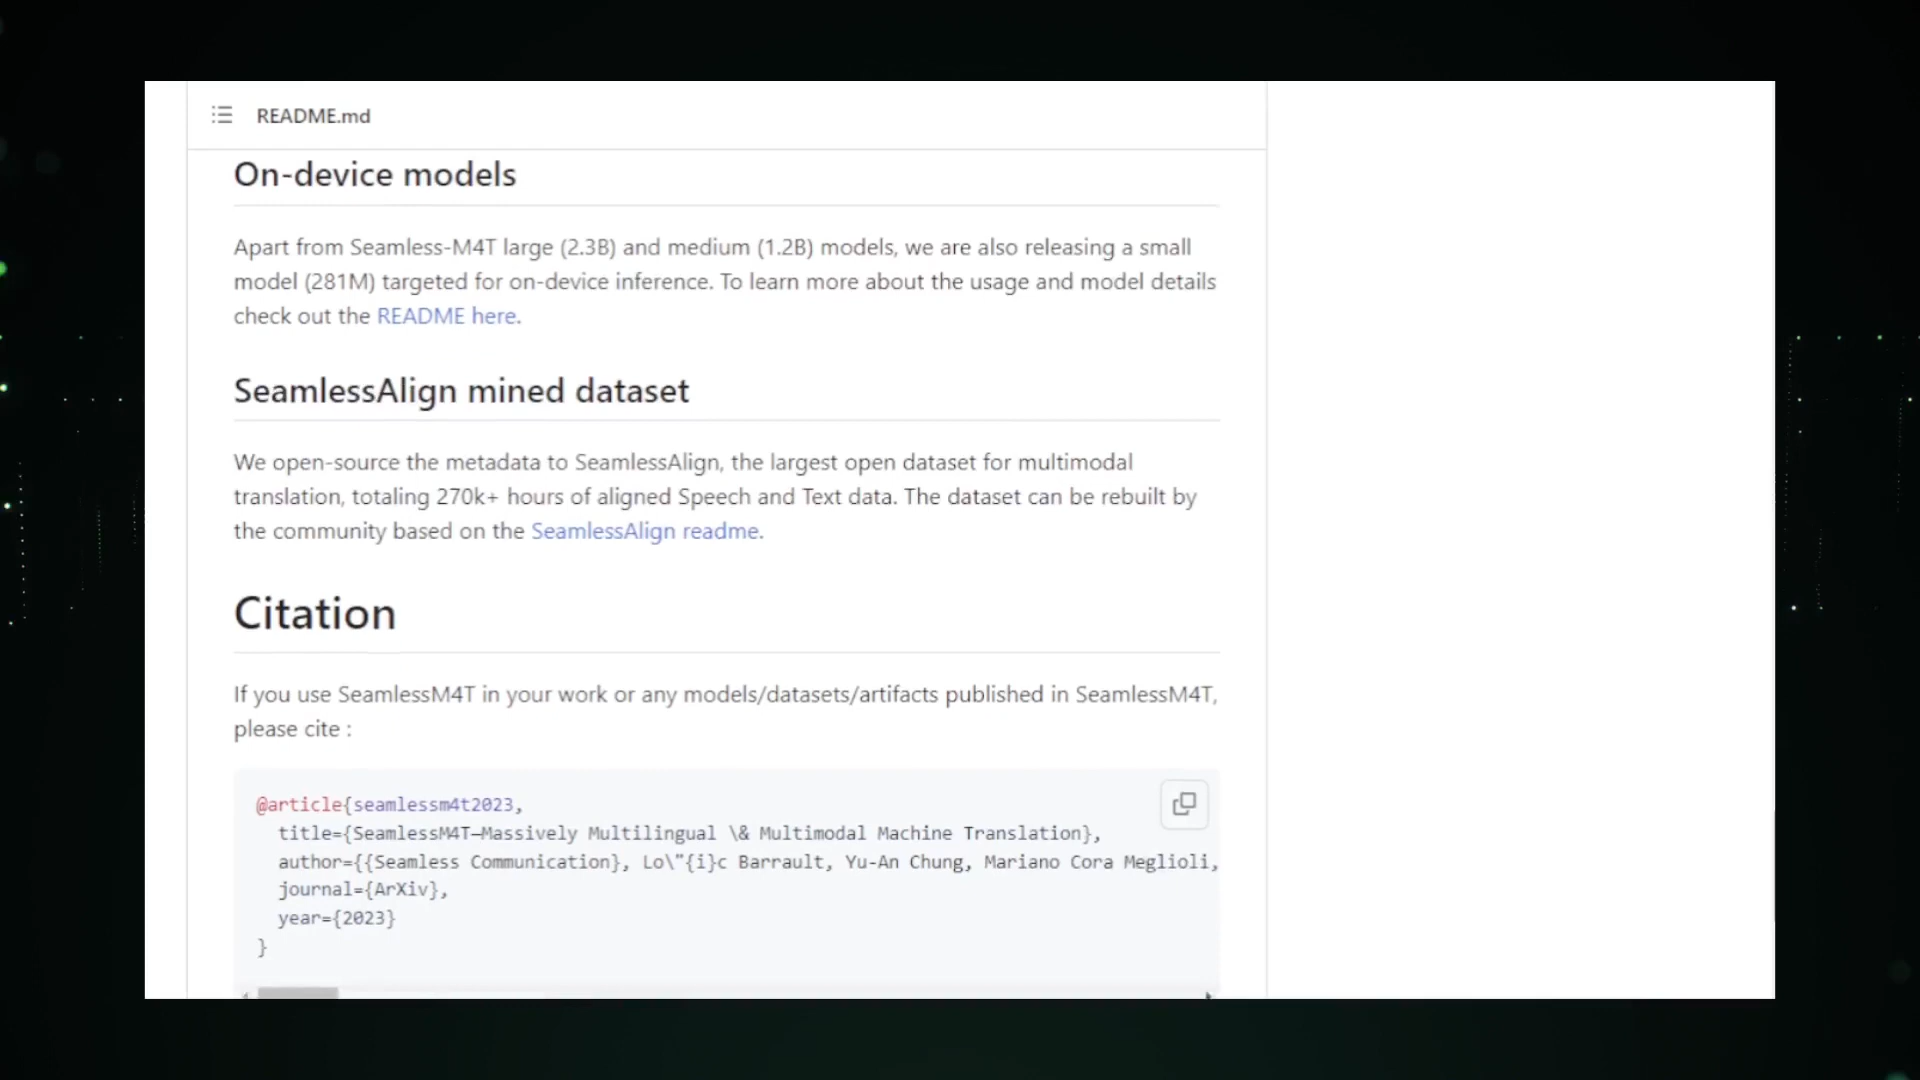 README.md
On-device models
Apart from Seamless-M4T large (2.3B) and medium (1.2B) models, we are also releasing a small
model (281M) targeted for on-device inference. To learn more about the usage and model details
check out the README here.
SeamlessAlign mined dataset
We open-source the metadata to SeamlessAlign, the largest open dataset for multimodal
translation, totaling 270k+ hours of aligned Speech and Text data. The dataset can be rebuilt by
the community based on the SeamlessAlign readme.
Citation
If you use SeamlessM4T in your work or any models/datasets/artifacts published in SeamlessM4T,
please cite :
@article{seamlessm4t2023,
title={SeamlessM4T—Massively Multilingual \& Multimodal Machine Translation},
author={{Seamless Communication}, Lo\"{i}c Barrault, Yu-An Chung, Mariano Cora Meglioli,
journal={ArXiv},
year={2023}
}